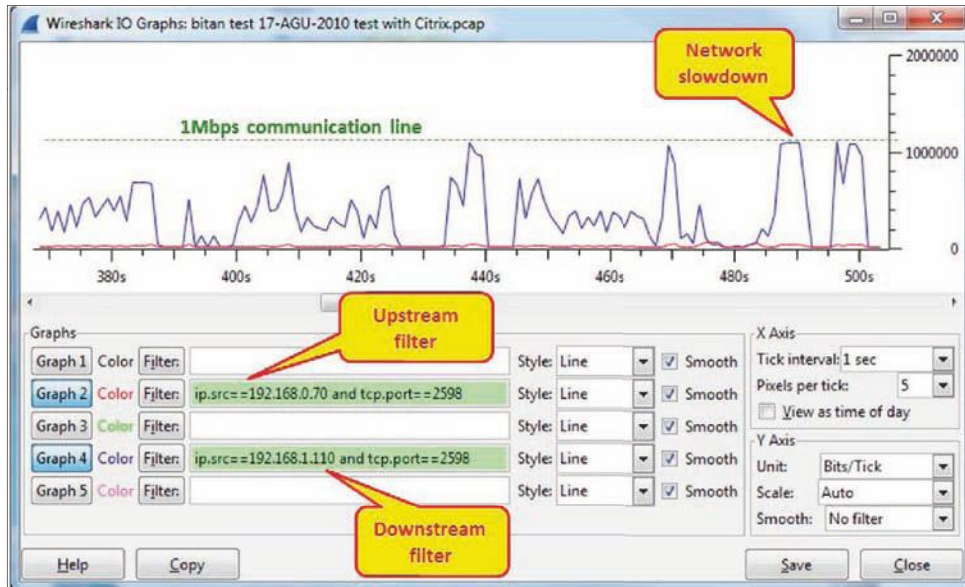 Wireshark IO Graphs: bitan test 17-AGU-2010 test with Citrix.pcap
Network slowdown
1Mbps communication line
2000000
1000000
0
380s 400s 420s 440s 460s 480s 500s
Upstream filter
Graphs
Graph 1 Color Filter: Style: Line Smooth
Graph 2 Color Filter: ip.src==192.168.0.70 and tcp.port==2598 Style: Line Smooth
Graph 3 Color Filter: Style: Line Smooth
Graph 4 Color Filter: ip.src==192.168.1.110 and tcp.port==2598 Style: Line Smooth
Graph 5 Color Filter: Style: Line Smooth
Downstream filter
X Axis
Tick interval: 1 sec
Pixels per tick: 5
View as time of day
Y Axis
Unit: Bits/Tick
Scale: Auto
Smooth: No filter
Help Copy Save Close